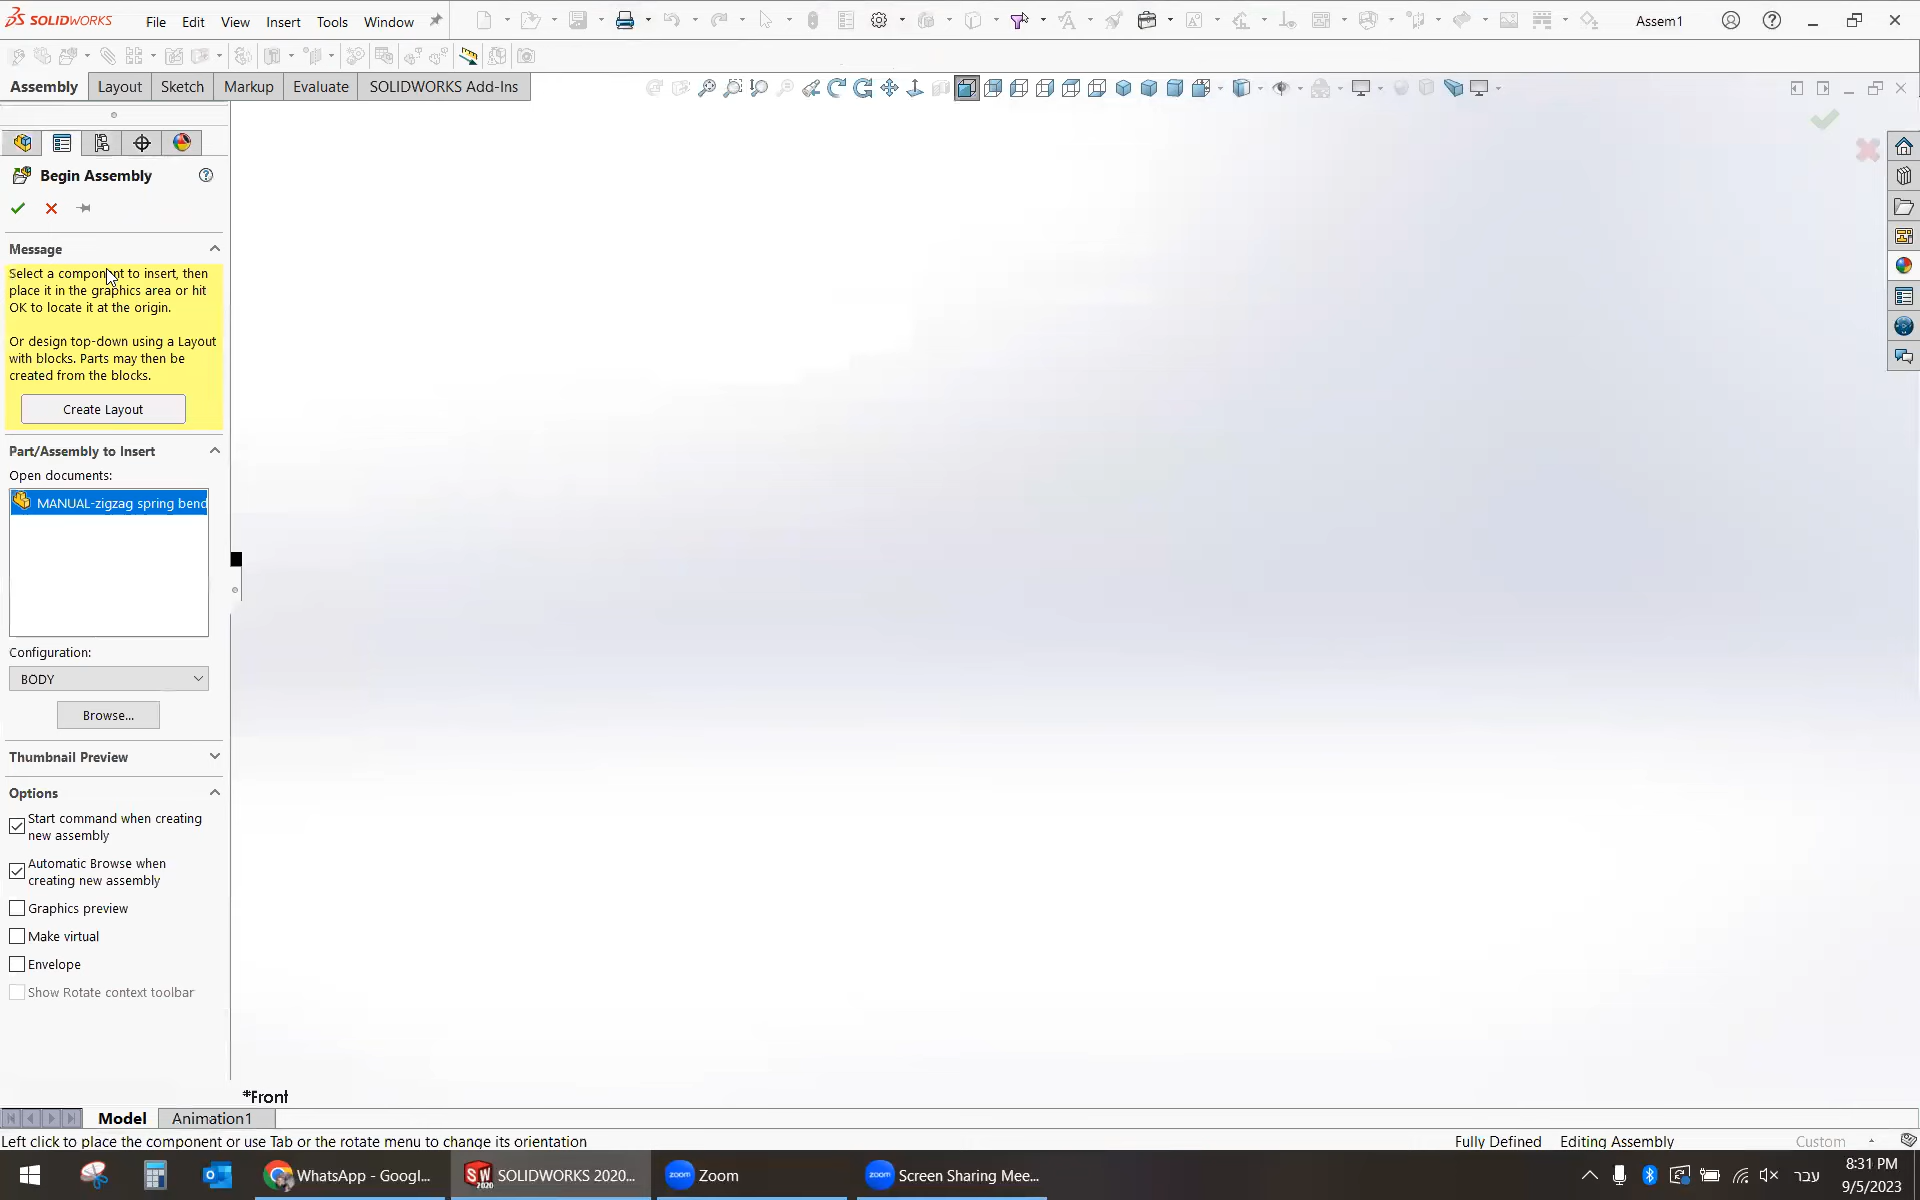 SOLIDWORKS File Edit View Insert Tools Window Assem1
Assembly Layout Sketch Markup Evaluate SOLIDWORKS Add-Ins
Begin Assembly
Message
Select a component to insert, then
place it in the graphics area or hit
OK to locate it at the origin.
Or design top-down using a Layout
with blocks. Parts may then be
created from the blocks.
Create Layout
Part/Assembly to Insert
Open documents:
MANUAL-zigzag spring bend
Configuration:
BODY
Browse...
Thumbnail Preview
Options
Start command when creating
new assembly
Automatic Browse when
creating new assembly
Graphics preview
Make virtual
Envelope
Show Rotate context toolbar
*Front
Model Animation1
Left click to place the component or use Tab or the rotate menu to change its orientation Fully Defined Editing Assembly Custom
WhatsApp - Googl... SOLIDWORKS 2020... zoom Zoom zoom Screen Sharing Mee... עבר 8:31 PM
9/5/2023